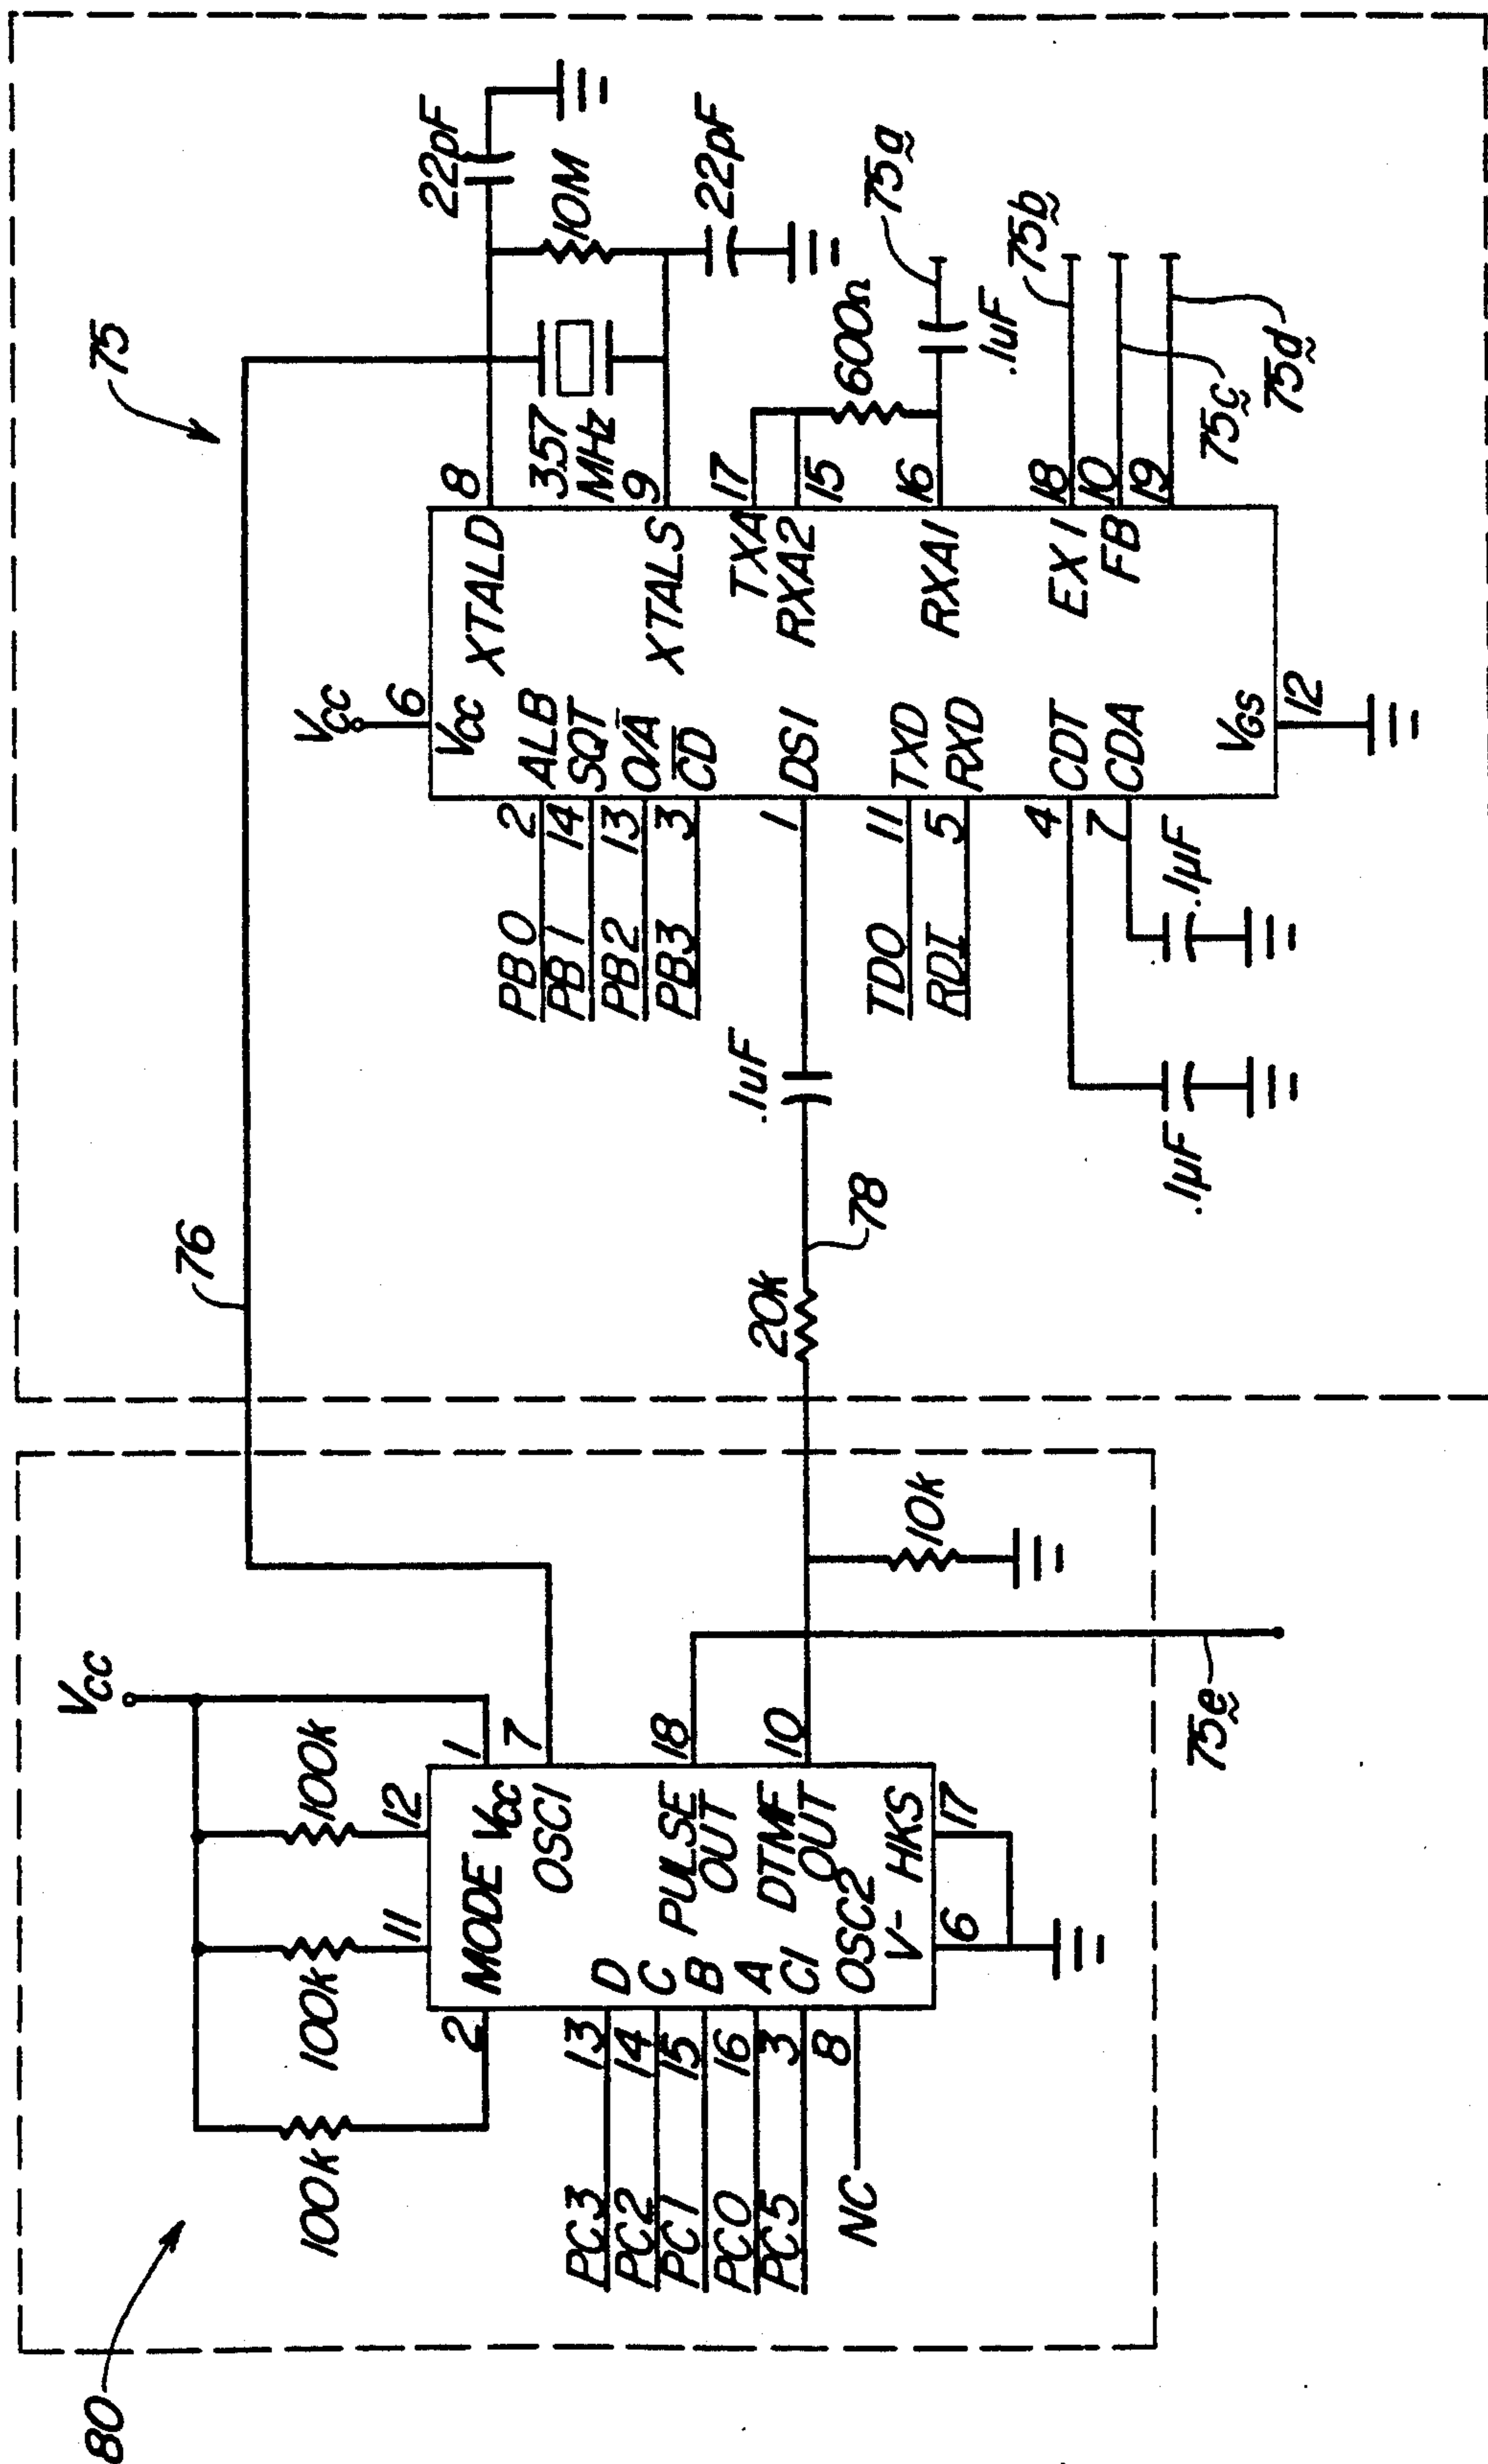 80
100k
100k
100k
VCC
2
11
12
1
7
MODE VCC
OSC1
PC3 13 D
PC2 14 C
PC1 15 B
PC0 16 A
PC5 3 C1
NC 8 OSC2
PULSE
OUT
18
DTMF
OUT
10
V- HKS
6
17
75e
10k
76
20k
78
.1uF
75
VCC
6
VCC
PB0 2 ALB
PB1 14 SQT
PB2 13 O/A̅
PB3 3 C̅D̅
1 DSI
TDO 11 TXD
RDI 5 RXD
4 CDT
7 CDA
.1µF
.1µF
XTALD 8
3.57
MHz
XTALS 9
TXA 17
RXA2 15
RXA1 16
EX1 18
FB 10
19
VGS
12
22pF
10M
22pF
600Ω
.1uF
75a
75b
75c
75d